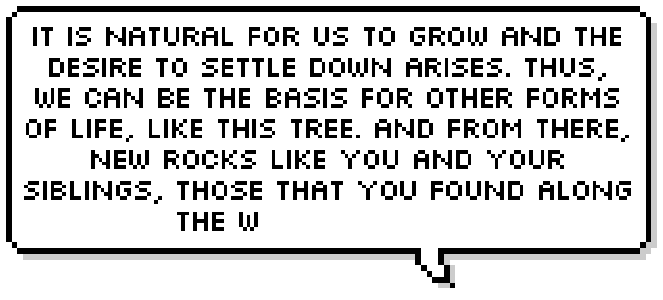 IT IS NATURAL FOR US TO GROW AND THE
DESIRE TO SETTLE DOWN ARISES. THUS,
WE CAN BE THE BASIS FOR OTHER FORMS
OF LIFE, LIKE THIS TREE. AND FROM THERE,
NEW ROCKS LIKE YOU AND YOUR
SIBLINGS, THOSE THAT YOU FOUND ALONG
THE W